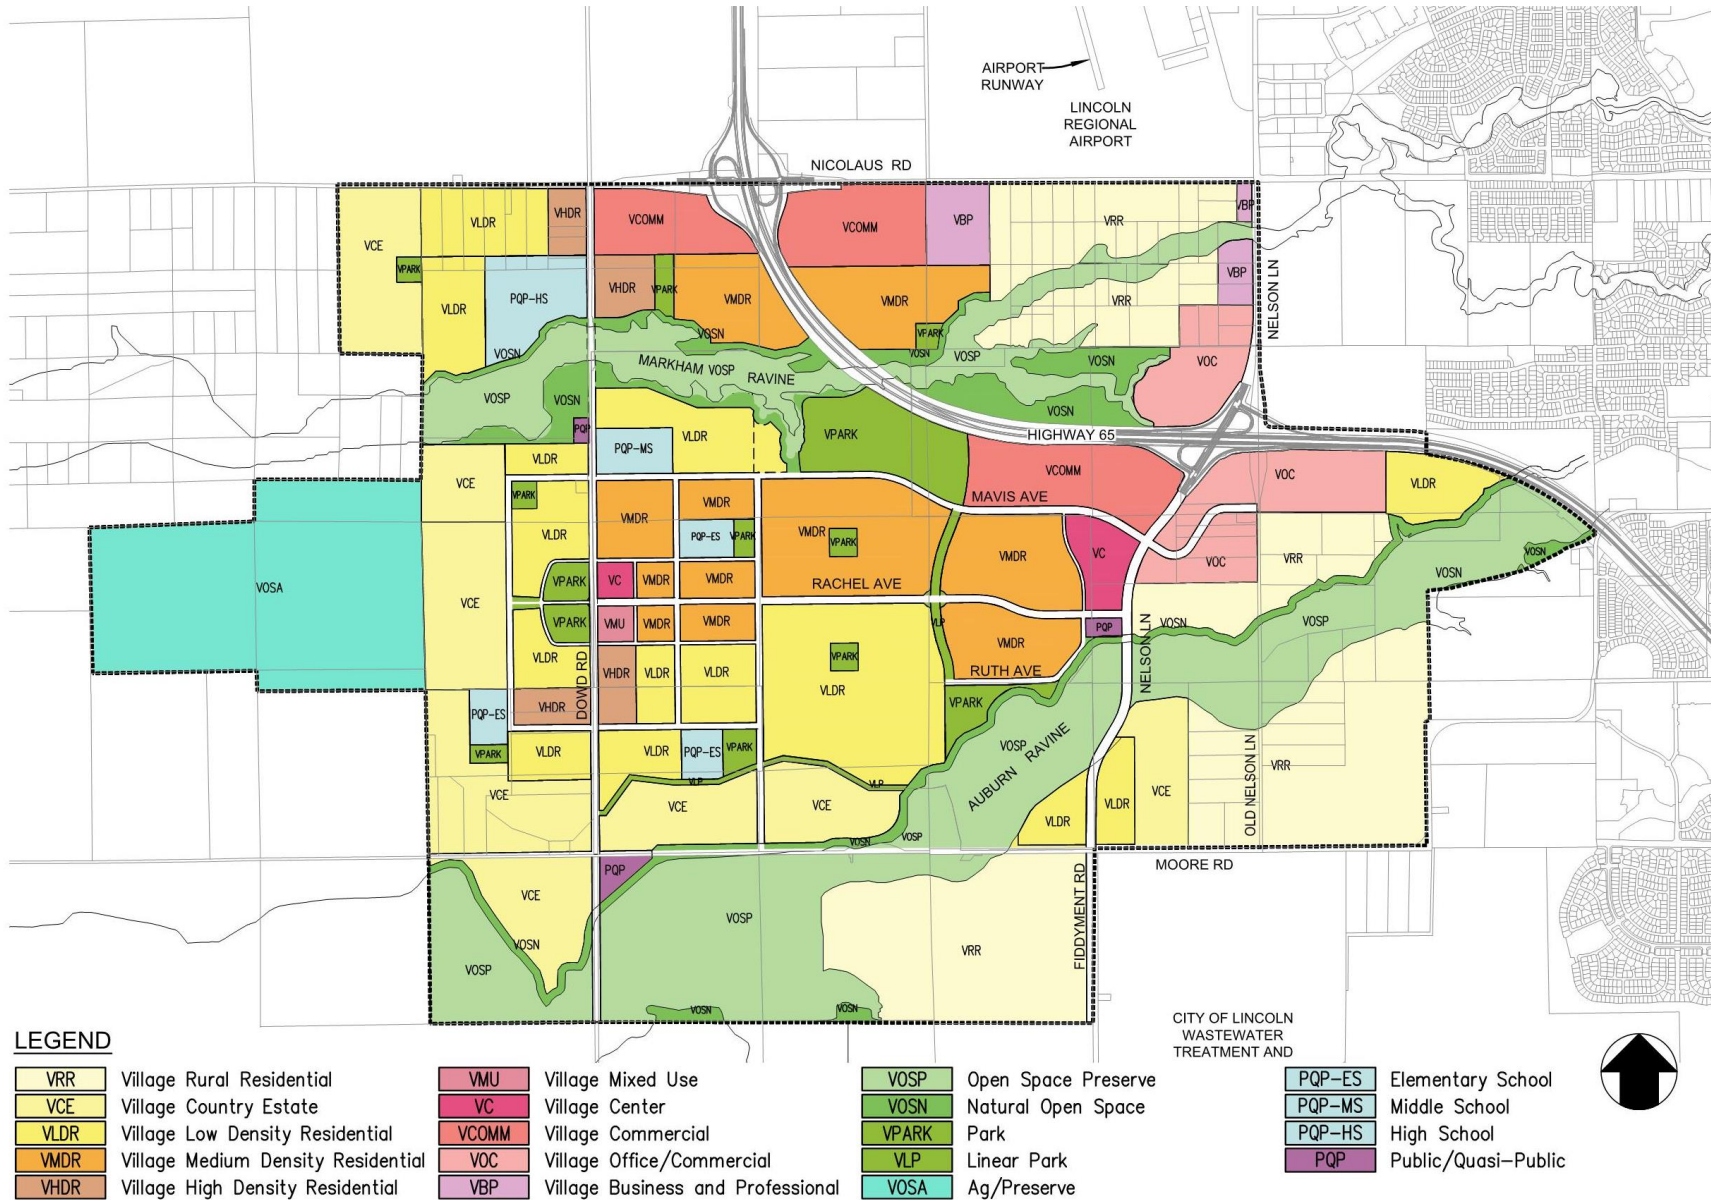 AIRPORT
RUNWAY
LINCOLN
REGIONAL
AIRPORT
NICOLAUS RD
VCE
VLDR
VHDR
VCOMM
VCOMM
VBP
VRR
VBP
VPARK
VLDR
PQP-HS
VHDR
VPARK
VMDR
VMDR
VRR
VBP
NELSON LN
VOSN
VOSN
VPARK
VOSN
VOSP
VOSN
VOC
MARKHAM VOSP RAVINE
VOSP
VOSN
VOSN
PQP
VLDR
VPARK
HIGHWAY 65
PQP-MS
VLDR
VCE
VCOMM
VOC
VLDR
MAVIS AVE
VPARK
VMDR
VMDR
VLDR
PQP-ES
VPARK
VMDR
VPARK
VMDR
VC
VOC
VRR
VOSN
VOSN
VOSA
VPARK
VC
VMDR
VMDR
RACHEL AVE
VCE
VPARK
VMU
VMDR
VMDR
VLP
PQP
VOSN
VOSP
VMDR
VLDR
VPARK
RUTH AVE
NELSON LN
DOWD RD
VHDR
VLDR
VLDR
VLDR
VHDR
PQP-ES
VPARK
VPARK
VLDR
VLDR
PQP-ES
VPARK
VOSP
AUBURN RAVINE
OLD NELSON LN
VRR
VLP
VLP
VCE
VCE
VCE
VCE
VLDR
VLDR
VOSN
VOSP
MOORE RD
PQP
FIDDYMENT RD
VCE
VOSP
VRR
VOSN
VOSP
VOSN
VOSN
CITY OF LINCOLN
WASTEWATER
TREATMENT AND
LEGEND
VRR Village Rural Residential
VCE Village Country Estate
VLDR Village Low Density Residential
VMDR Village Medium Density Residential
VHDR Village High Density Residential
VMU Village Mixed Use
VC Village Center
VCOMM Village Commercial
VOC Village Office/Commercial
VBP Village Business and Professional
VOSP Open Space Preserve
VOSN Natural Open Space
VPARK Park
VLP Linear Park
VOSA Ag/Preserve
PQP-ES Elementary School
PQP-MS Middle School
PQP-HS High School
PQP Public/Quasi-Public